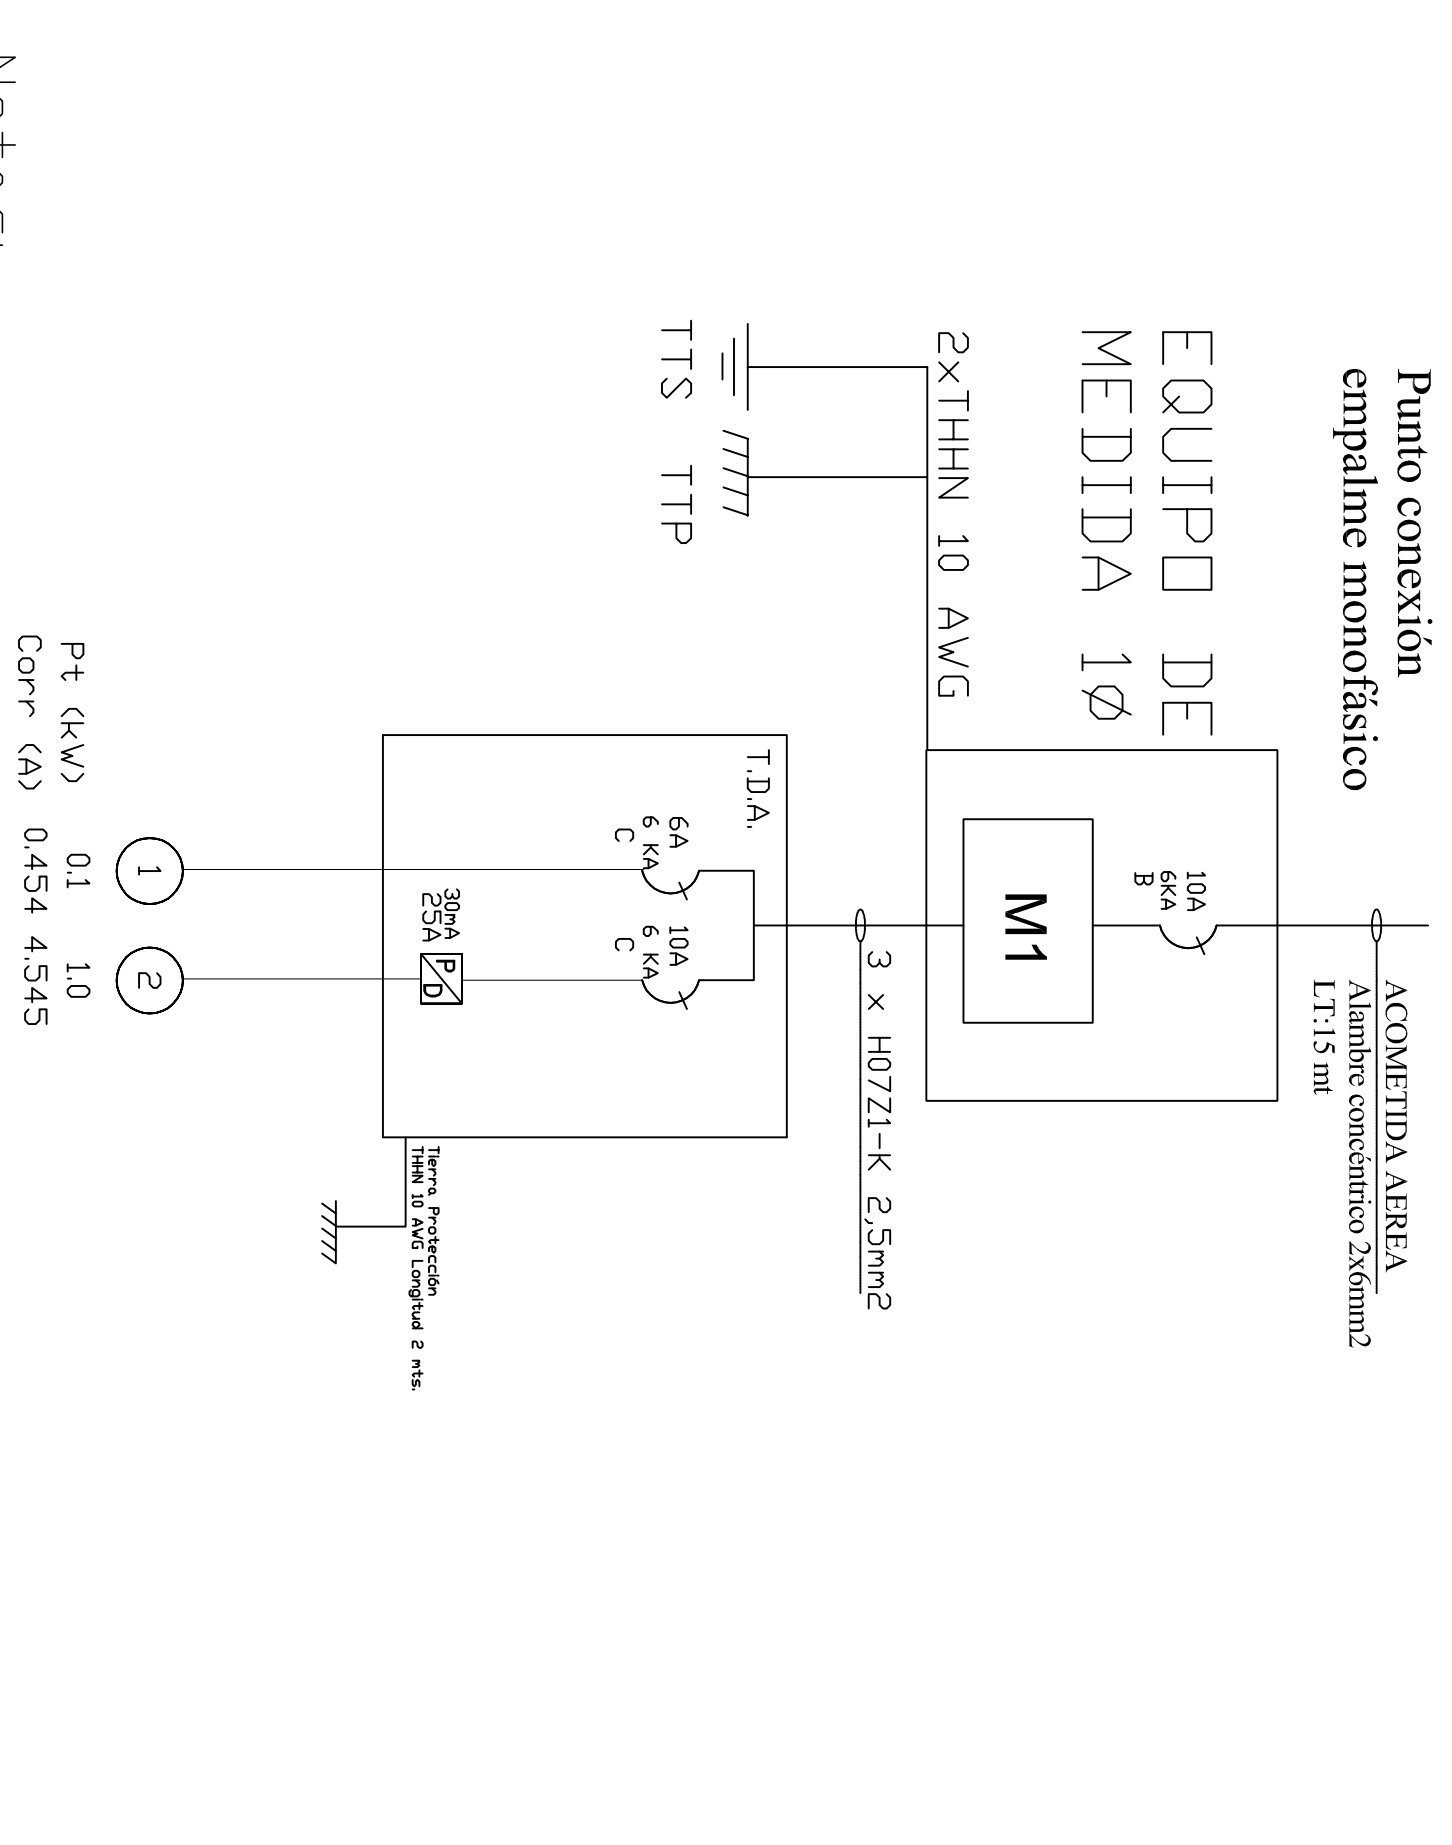 Punto conexión
empalme monofásico
ACOMETIDA AEREA
Alambre concéntrico 2x6mm2
LT:15 mt
EQUIPO DE
MEDIDA 1Ø
10A
6KA
B
M1
2xTHHN 10 AWG
TTS TTP
3 x H07Z1-K 2,5mm2
T.D.A.
6A
6 KA
C
10A
6 KA
C
30mA
25A
P
D
Tierra Protección
THHN 10 AWG Longitud 2 mts.
1
2
Pt (kW) 0.1 1.0
Corr (A) 0.454 4.545